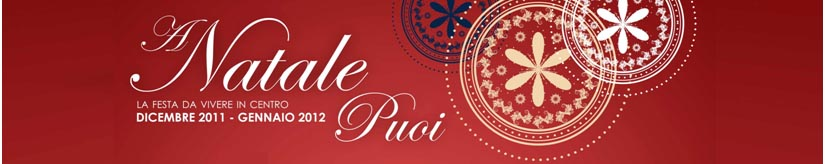 A Natale
LA FESTA DA VIVERE IN CENTRO
DICEMBRE 2011 - GENNAIO 2012
Puoi